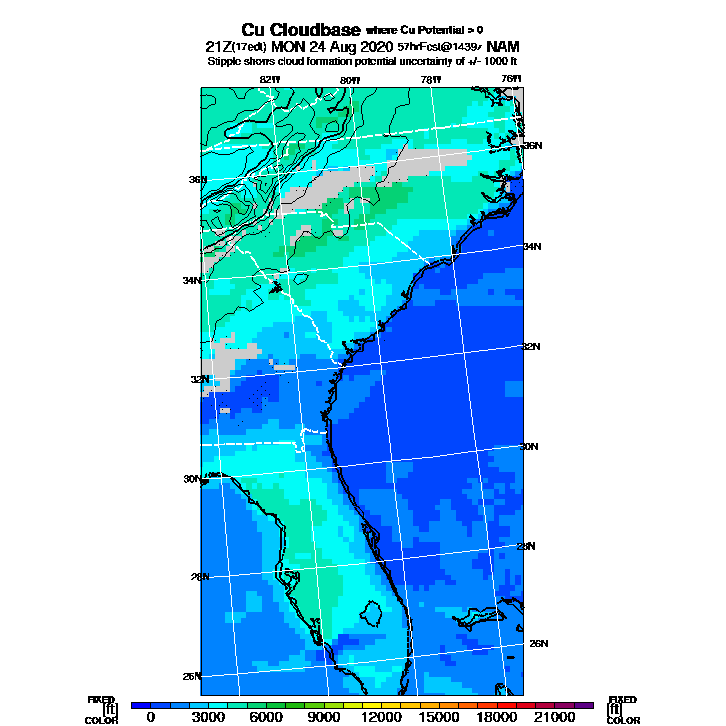 Cu Cloudbase where Cu Potential > 0
21Z(17edt) MON 24 Aug 2020 57hrFcst@1439z NAM
Stipple shows cloud formation potential uncertainty of +/- 1000 ft
82W 80W 78W 76W
36N
36N
34N
34N
32N
32N
30N
30N
28N
28N
26N
26N
FIXED FIXED
[ft] [ft]
COLOR COLOR
0 3000 6000 9000 12000 15000 18000 21000